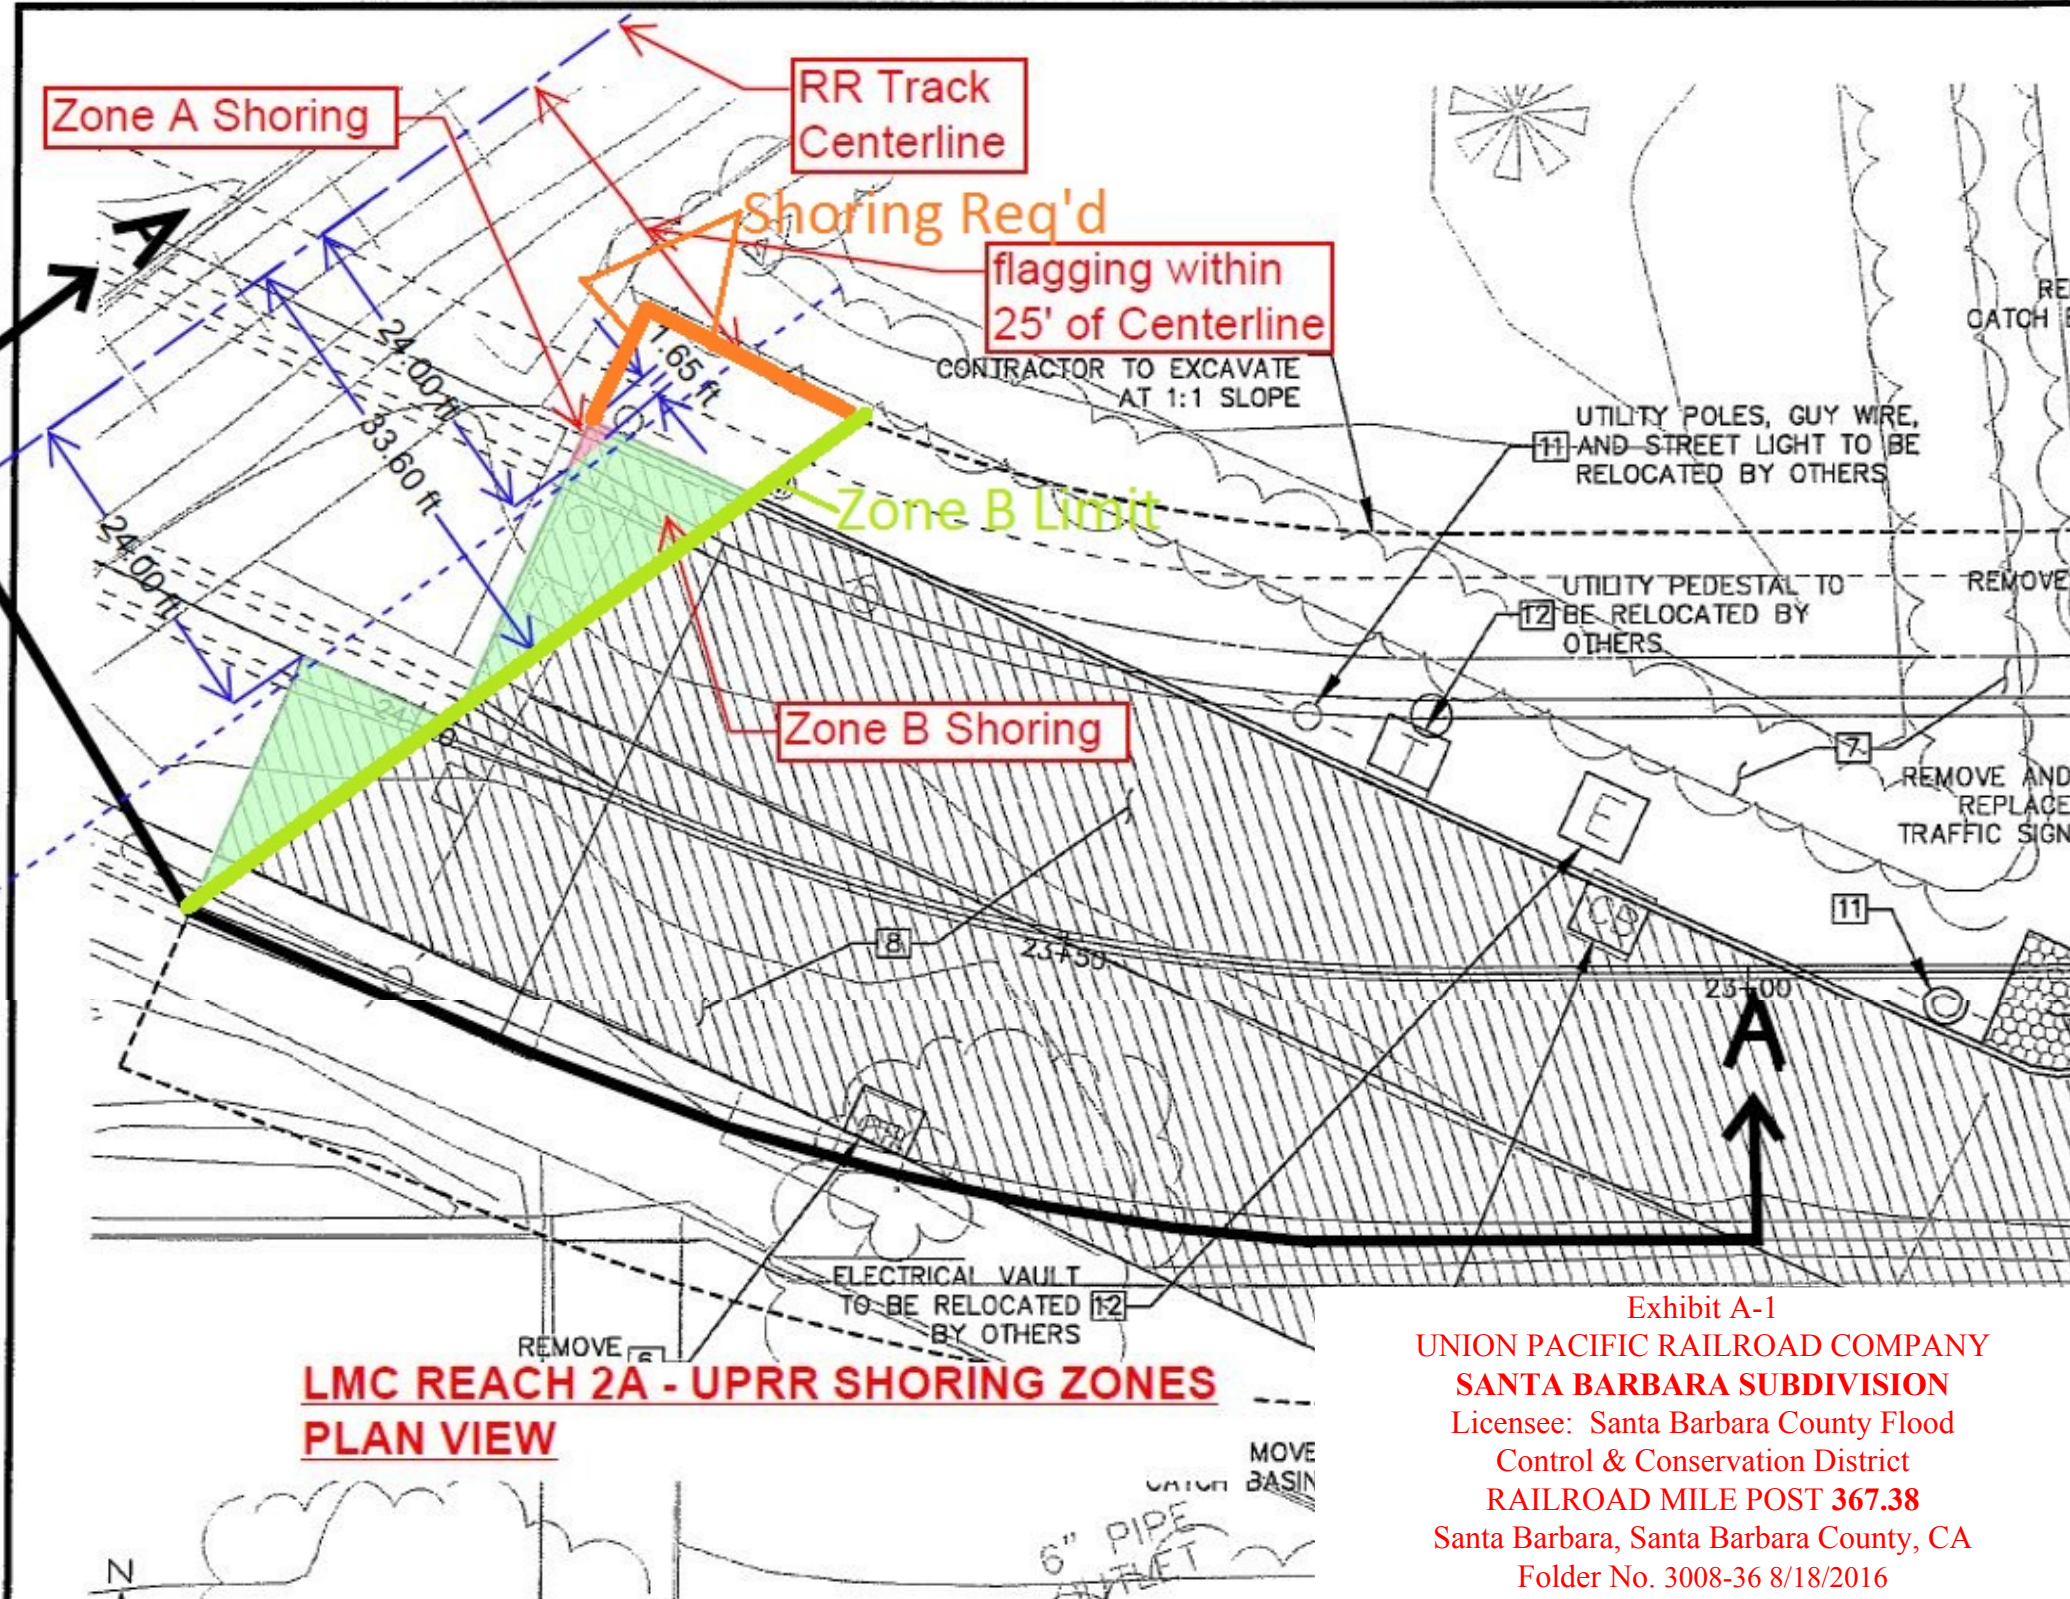 RR Track
Centerline
Zone A Shoring
A
Shoring Req'd
flagging within
25' of Centerline
24.00 ft
33.60 ft
1.65 ft
24.00 ft
CONTRACTOR TO EXCAVATE
AT 1:1 SLOPE
RE
CATCH
UTILITY POLES, GUY WIRE,
11 AND STREET LIGHT TO BE
RELOCATED BY OTHERS
Zone B Limit
UTILITY PEDESTAL TO
12 BE RELOCATED BY
OTHERS
REMOVE
Zone B Shoring
7
REMOVE AND
REPLACE
TRAFFIC SIGN
E
CB
11
8
23+50
23+00
A
ELECTRICAL VAULT
TO BE RELOCATED 12
BY OTHERS
REMOVE 6
LMC REACH 2A - UPRR SHORING ZONES
PLAN VIEW
MOVE
CATCH BASIN
6" PIPE
OUTLET
N
Exhibit A-1
UNION PACIFIC RAILROAD COMPANY
SANTA BARBARA SUBDIVISION
Licensee: Santa Barbara County Flood
Control & Conservation District
RAILROAD MILE POST 367.38
Santa Barbara, Santa Barbara County, CA
Folder No. 3008-36 8/18/2016